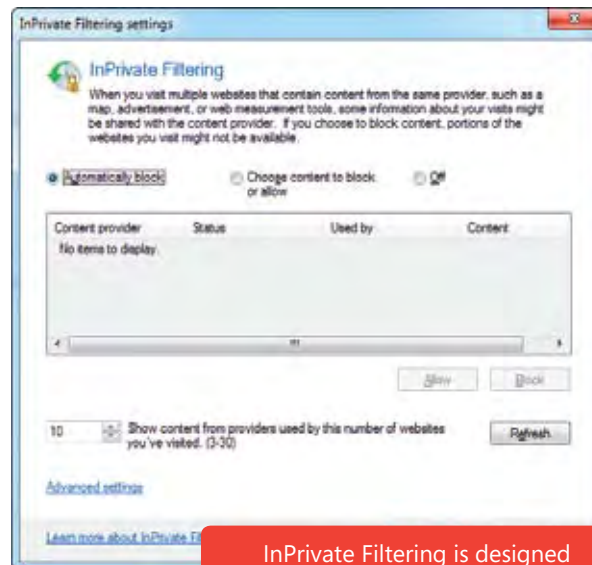 InPrivate Filtering settings
InPrivate Filtering
When you visit multiple websites that contain content from the same provider, such as a
map, advertisement, or web measurement tools, some information about your visits might
be shared with the content provider. If you choose to block content, portions of the
websites you visit might not be available.
Automatically block Choose content to block Off
or allow
Content provider Status Used by Content
No items to display.
Allow Block
10 Show content from providers used by this number of websites Refresh
you've visited. (3-30)
Advanced settings
Learn more about InPrivate
InPrivate Filtering is designed